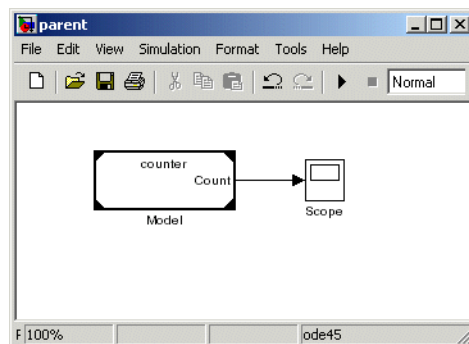 parent
File Edit View Simulation Format Tools Help
Normal
counter
Count
Model
Scope
F 100% ode45